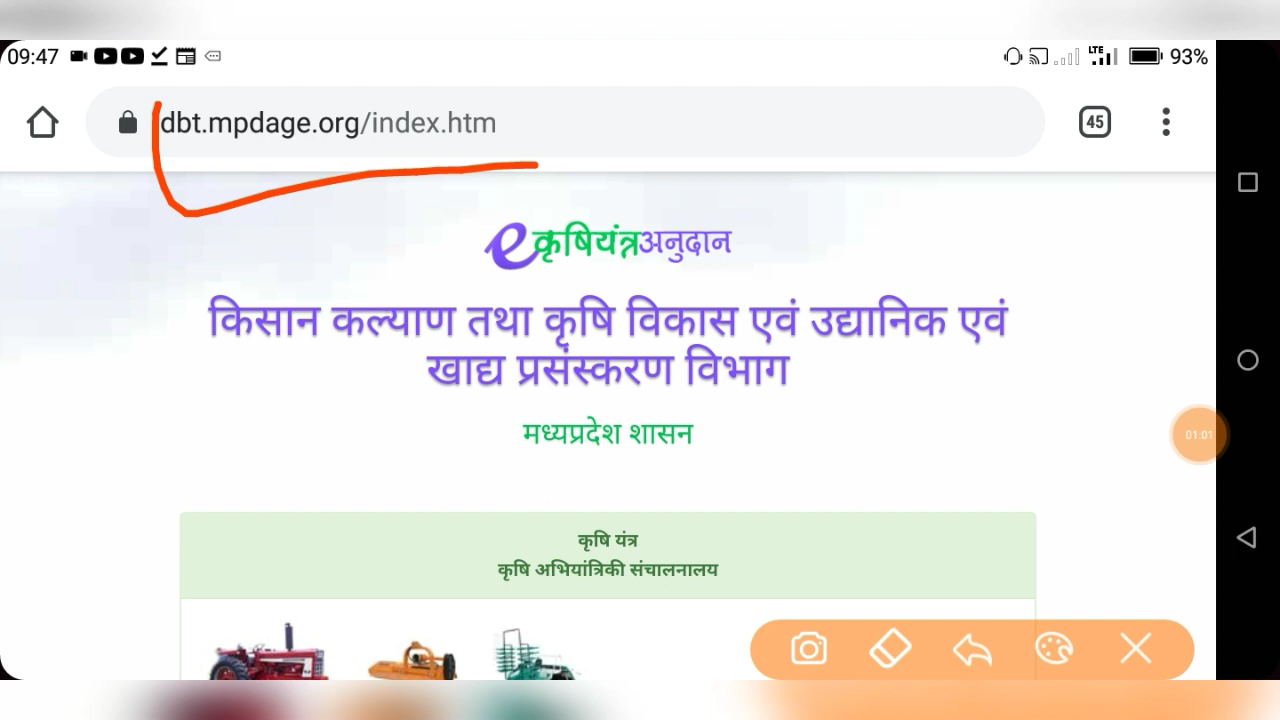 09:47
LTE 93%
dbt.mpdage.org/index.htm
45
e कृषियंत्रअनुदान
किसान कल्याण तथा कृषि विकास एवं उद्यानिक एवं
खाद्य प्रसंस्करण विभाग
मध्यप्रदेश शासन
01:01
कृषि यंत्र
कृषि अभियांत्रिकी संचालनालय